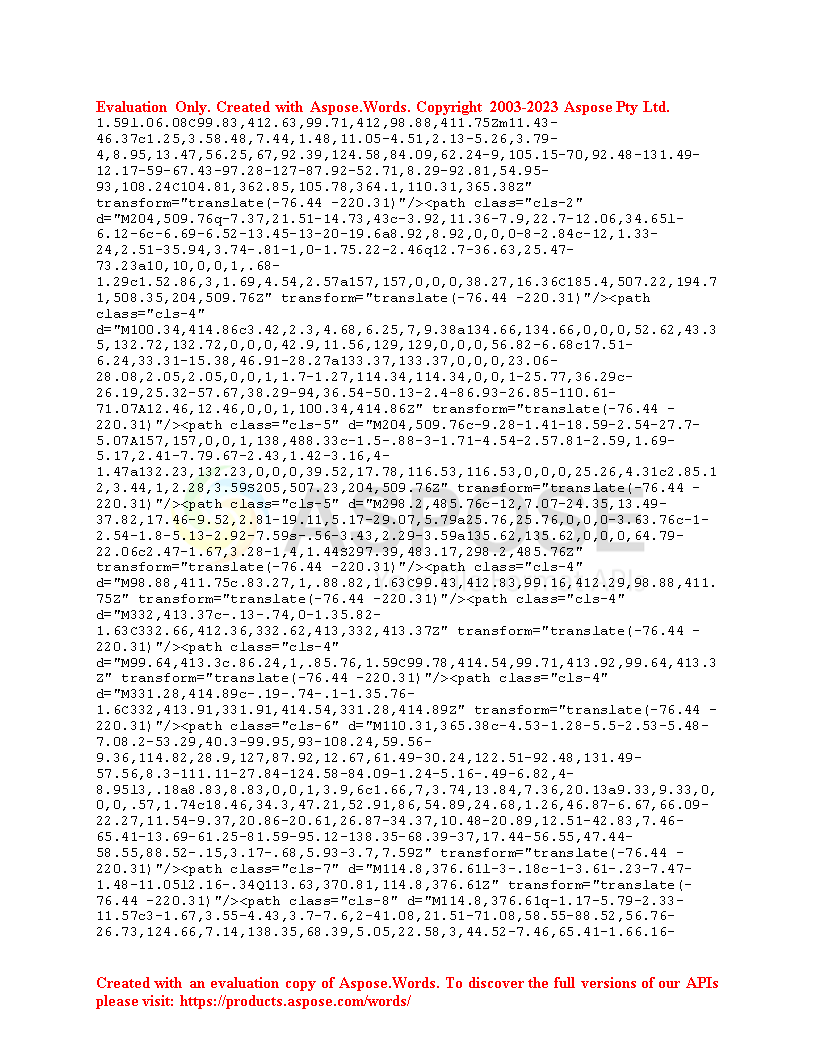 Evaluation Only. Created with Aspose.Words. Copyright 2003-2023 Aspose Pty Ltd.
1.59l.06.08C99.83,412.63,99.71,412,98.88,411.75Zm11.43-
46.37c1.25,3.58.48,7.44,1.48,11.05-4.51,2.13-5.26,3.79-
4,8.95,13.47,56.25,67,92.39,124.58,84.09,62.24-9,105.15-70,92.48-131.49-
12.17-59-67.43-97.28-127-87.92-52.71,8.29-92.81,54.95-
93,108.24C104.81,362.85,105.78,364.1,110.31,365.38Z"
transform="translate(-76.44 -220.31)"/><path class="cls-2"
d="M204,509.76q-7.37,21.51-14.73,43c-3.92,11.36-7.9,22.7-12.06,34.65l-
6.12-6c-6.69-6.52-13.45-13-20-19.6a8.92,8.92,0,0,0-8-2.84c-12,1.33-
24,2.51-35.94,3.74-.81-1,0-1.75.22-2.46q12.7-36.63,25.47-
73.23a10,10,0,0,1,.68-
1.29c1.52.86,3,1.69,4.54,2.57a157,157,0,0,0,38.27,16.36C185.4,507.22,194.7
1,508.35,204,509.76Z" transform="translate(-76.44 -220.31)"/><path
class="cls-4"
d="M100.34,414.86c3.42,2.3,4.68,6.25,7,9.38a134.66,134.66,0,0,0,52.62,43.3
5,132.72,132.72,0,0,0,42.9,11.56,129,129,0,0,0,56.82-6.68c17.51-
6.24,33.31-15.38,46.91-28.27a133.37,133.37,0,0,0,23.06-
28.08,2.05,2.05,0,0,1,1.7-1.27,114.34,114.34,0,0,1-25.77,36.29c-
26.19,25.32-57.67,38.29-94,36.54-50.13-2.4-86.93-26.85-110.61-
71.07A12.46,12.46,0,0,1,100.34,414.86Z" transform="translate(-76.44 -
220.31)"/><path class="cls-5" d="M204,509.76c-9.28-1.41-18.59-2.54-27.7-
5.07A157,157,0,0,1,138,488.33c-1.5-.88-3-1.71-4.54-2.57.81-2.59,1.69-
5.17,2.41-7.79.67-2.43,1.42-3.16,4-
1.47a132.23,132.23,0,0,0,39.52,17.78,116.53,116.53,0,0,0,25.26,4.31c2.85.1
2,3.44,1,2.28,3.59S205,507.23,204,509.76Z" transform="translate(-76.44 -
220.31)"/><path class="cls-5" d="M298.2,485.76c-12,7.07-24.35,13.49-
37.82,17.46-9.52,2.81-19.11,5.17-29.07,5.79a25.76,25.76,0,0,0-3.63.76c-1-
2.54-1.8-5.13-2.92-7.59s-.56-3.43,2.29-3.59a135.62,135.62,0,0,0,64.79-
22.06c2.47-1.67,3.28-1,4,1.44S297.39,483.17,298.2,485.76Z"
transform="translate(-76.44 -220.31)"/><path class="cls-4"
d="M98.88,411.75c.83.27,1,.88.82,1.63C99.43,412.83,99.16,412.29,98.88,411.
75Z" transform="translate(-76.44 -220.31)"/><path class="cls-4"
d="M332,413.37c-.13-.74,0-1.35.82-
1.63C332.66,412.36,332.62,413,332,413.37Z" transform="translate(-76.44 -
220.31)"/><path class="cls-4"
d="M99.64,413.3c.86.24,1,.85.76,1.59C99.78,414.54,99.71,413.92,99.64,413.3
Z" transform="translate(-76.44 -220.31)"/><path class="cls-4"
d="M331.28,414.89c-.19-.74-.1-1.35.76-
1.6C332,413.91,331.91,414.54,331.28,414.89Z" transform="translate(-76.44 -
220.31)"/><path class="cls-6" d="M110.31,365.38c-4.53-1.28-5.5-2.53-5.48-
7.08.2-53.29,40.3-99.95,93-108.24,59.56-
9.36,114.82,28.9,127,87.92,12.67,61.49-30.24,122.51-92.48,131.49-
57.56,8.3-111.11-27.84-124.58-84.09-1.24-5.16-.49-6.82,4-
8.95l3,.18a8.83,8.83,0,0,1,3.9,6c1.66,7,3.74,13.84,7.36,20.13a9.33,9.33,0,
0,0,.57,1.74c18.46,34.3,47.21,52.91,86,54.89,24.68,1.26,46.87-6.67,66.09-
22.27,11.54-9.37,20.86-20.61,26.87-34.37,10.48-20.89,12.51-42.83,7.46-
65.41-13.69-61.25-81.59-95.12-138.35-68.39-37,17.44-56.55,47.44-
58.55,88.52-.15,3.17-.68,5.93-3.7,7.59Z" transform="translate(-76.44 -
220.31)"/><path class="cls-7" d="M114.8,376.61l-3-.18c-1-3.61-.23-7.47-
1.48-11.05l2.16-.34Q113.63,370.81,114.8,376.61Z" transform="translate(-
76.44 -220.31)"/><path class="cls-8" d="M114.8,376.61q-1.17-5.79-2.33-
11.57c3-1.67,3.55-4.43,3.7-7.6,2-41.08,21.51-71.08,58.55-88.52,56.76-
26.73,124.66,7.14,138.35,68.39,5.05,22.58,3,44.52-7.46,65.41-1.66.16-
Created with an evaluation copy of Aspose.Words. To discover the full versions of our APIs
please visit: https://products.aspose.com/words/